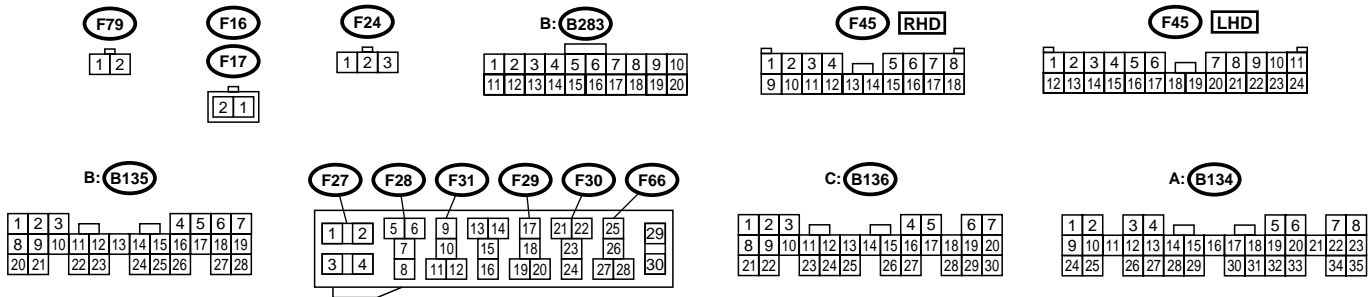 F79 F16 F24 B: B283 F45 RHD F45 LHD
F17
1 2
2 1
1 2 3
1 2 3 4 5 6 7 8 9 10
11 12 13 14 15 16 17 18 19 20
1 2 3 4 5 6 7 8
9 10 11 12 13 14 15 16 17 18
1 2 3 4 5 6 7 8 9 10 11
12 13 14 15 16 17 18 19 20 21 22 23 24
B: B135 F27 F28 F31 F29 F30 F66 C: B136 A: B134
1 2 3 4 5 6 7
8 9 10 11 12 13 14 15 16 17 18 19
20 21 22 23 24 25 26 27 28
1 2 5 6 9 13 14 17 21 22 25 29
7 10 15 18 23 26
3 4 8 11 12 16 19 20 24 27 28 30
1 2 3 4 5 6 7
8 9 10 11 12 13 14 15 16 17 18 19 20
21 22 23 24 25 26 27 28 29 30
1 2 3 4 5 6 7 8
9 10 11 12 13 14 15 16 17 18 19 20 21 22 23
24 25 26 27 28 29 30 31 32 33 34 35